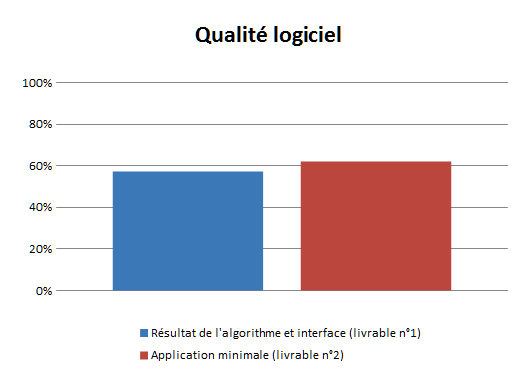 Qualité logiciel
100%
80%
60%
40%
20%
0%
Résultat de l'algorithme et interface (livrable n°1)
Application minimale (livrable n°2)